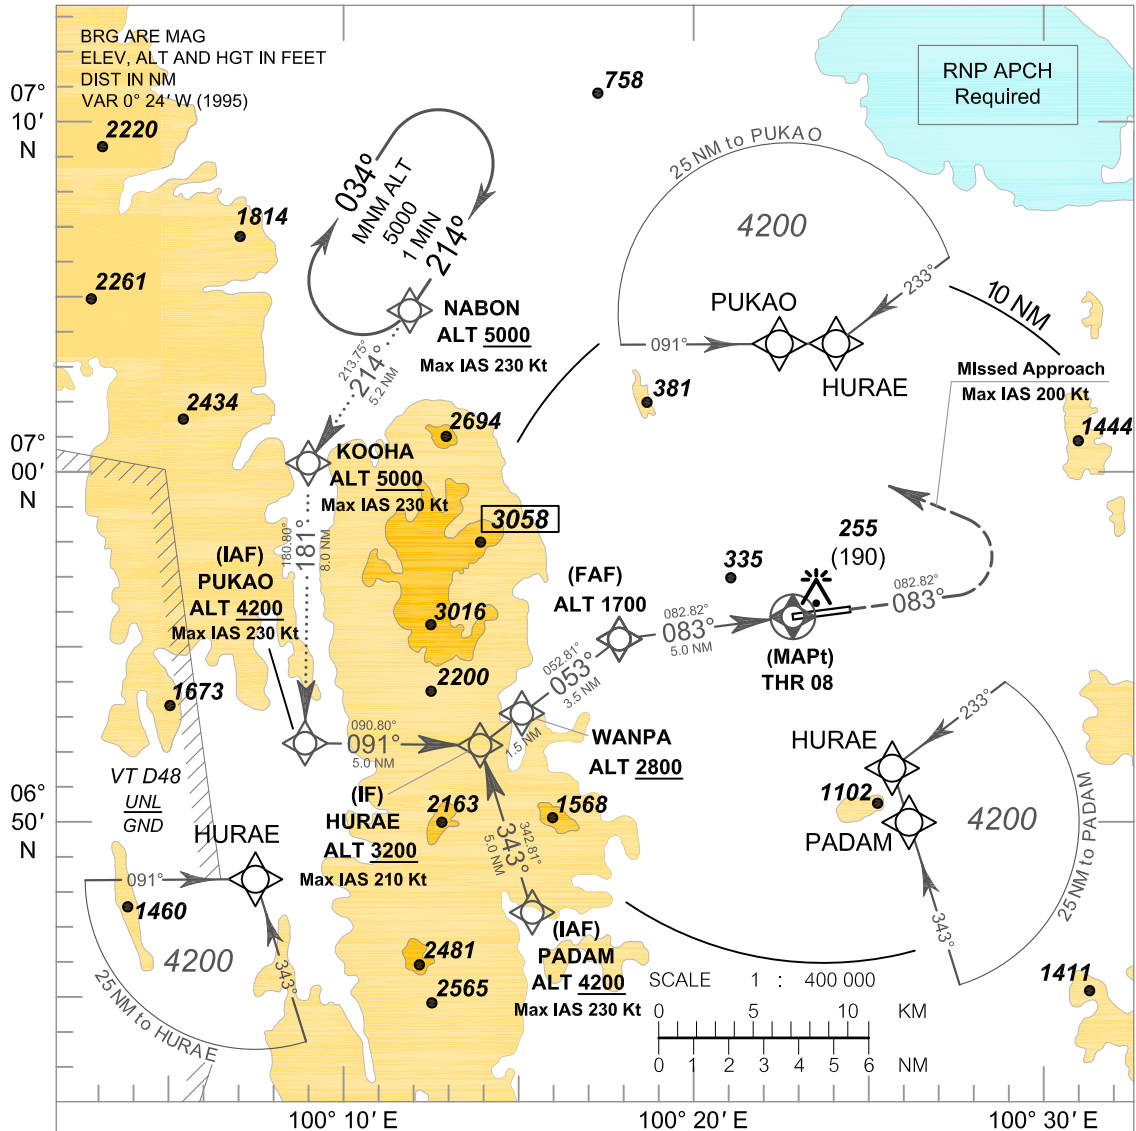 BRG ARE MAG
ELEV, ALT AND HGT IN FEET
DIST IN NM
VAR 0° 24' W (1995)
07°
10'
N
2220
758
RNP APCH
Required
1814
034°
MNM ALT
5000
1 MIN
214°
25 NM to PUKAO
4200
2261
NABON
ALT 5000
Max IAS 230 Kt
PUKAO
233°
10 NM
091°
HURAE
213.75°
214°
5.2 NM
MIssed Approach
Max IAS 200 Kt
381
2434
2694
1444
07°
00'
N
KOOHA
ALT 5000
Max IAS 230 Kt
3058
180.80°
181°
8.0 NM
(IAF)
PUKAO
ALT 4200
Max IAS 230 Kt
255
(190)
335
(FAF)
ALT 1700
082.82°
083°
5.0 NM
082.82°
083°
3016
(MAPt)
THR 08
052.81°
053°
3.5 NM
2200
1673
1.5 NM
WANPA
ALT 2800
090.80°
091°
5.0 NM
233°
HURAE
VT D48
UNL
GND
06°
50'
N
(IF)
HURAE
ALT 3200
Max IAS 210 Kt
2163
1568
342.81°
343°
5.0 NM
1102
PADAM
4200
25 NM to PADAM
343°
HURAE
091°
1460
4200
343°
25 NM to HURAE
(IAF)
PADAM
ALT 4200
Max IAS 230 Kt
2481
2565
1411
SCALE 1 : 400 000
0 5 10 KM
0 1 2 3 4 5 6 NM
100° 10' E
100° 20' E
100° 30' E